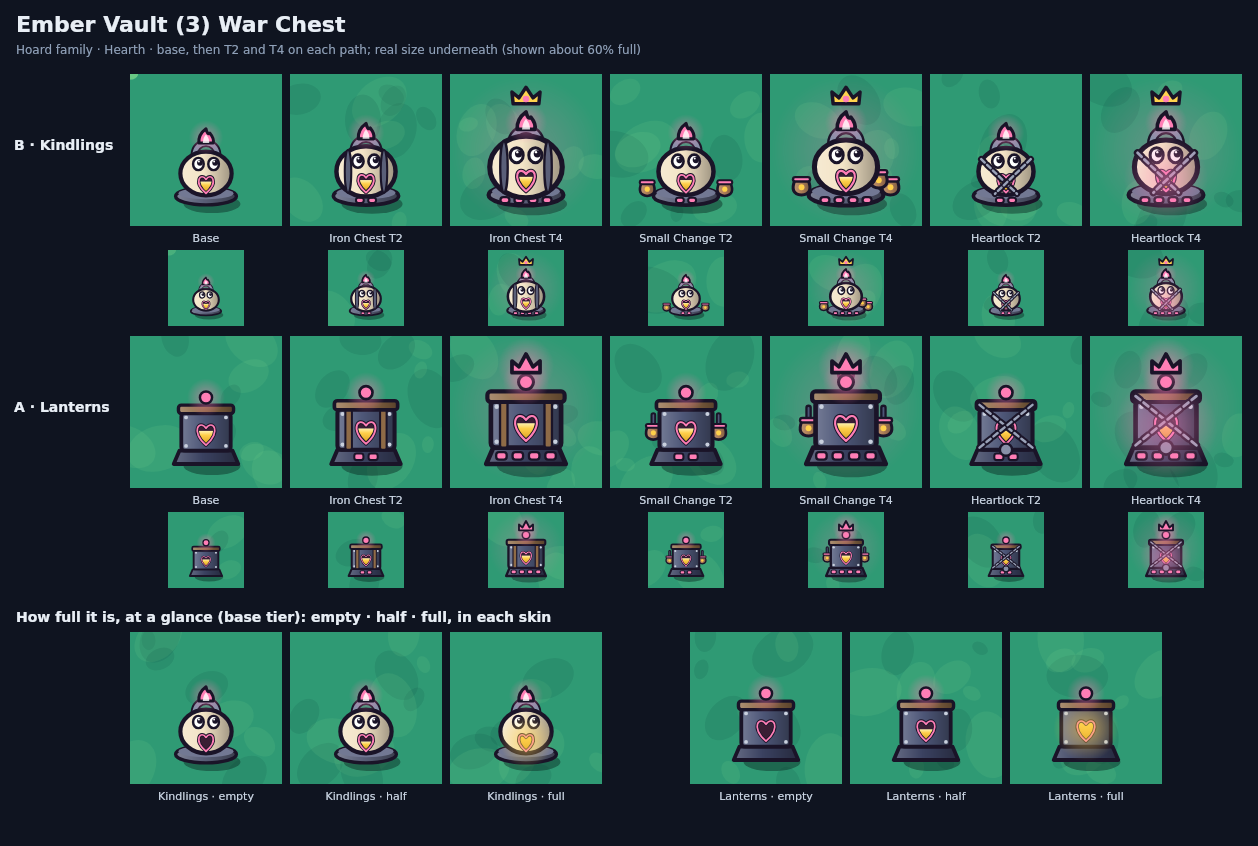 Ember Vault (3) War Chest
Hoard family · Hearth · base, then T2 and T4 on each path; real size underneath (shown about 60% full)
B · Kindlings
Base
Iron Chest T2
Iron Chest T4
Small Change T2
Small Change T4
Heartlock T2
Heartlock T4
A · Lanterns
Base
Iron Chest T2
Iron Chest T4
Small Change T2
Small Change T4
Heartlock T2
Heartlock T4
How full it is, at a glance (base tier): empty · half · full, in each skin
Kindlings · empty
Kindlings · half
Kindlings · full
Lanterns · empty
Lanterns · half
Lanterns · full